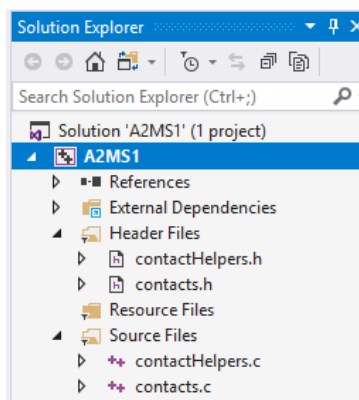 Solution Explorer
Search Solution Explorer (Ctrl+;)
Solution 'A2MS1' (1 project)
A2MS1
References
External Dependencies
Header Files
contactHelpers.h
contacts.h
Resource Files
Source Files
contactHelpers.c
contacts.c